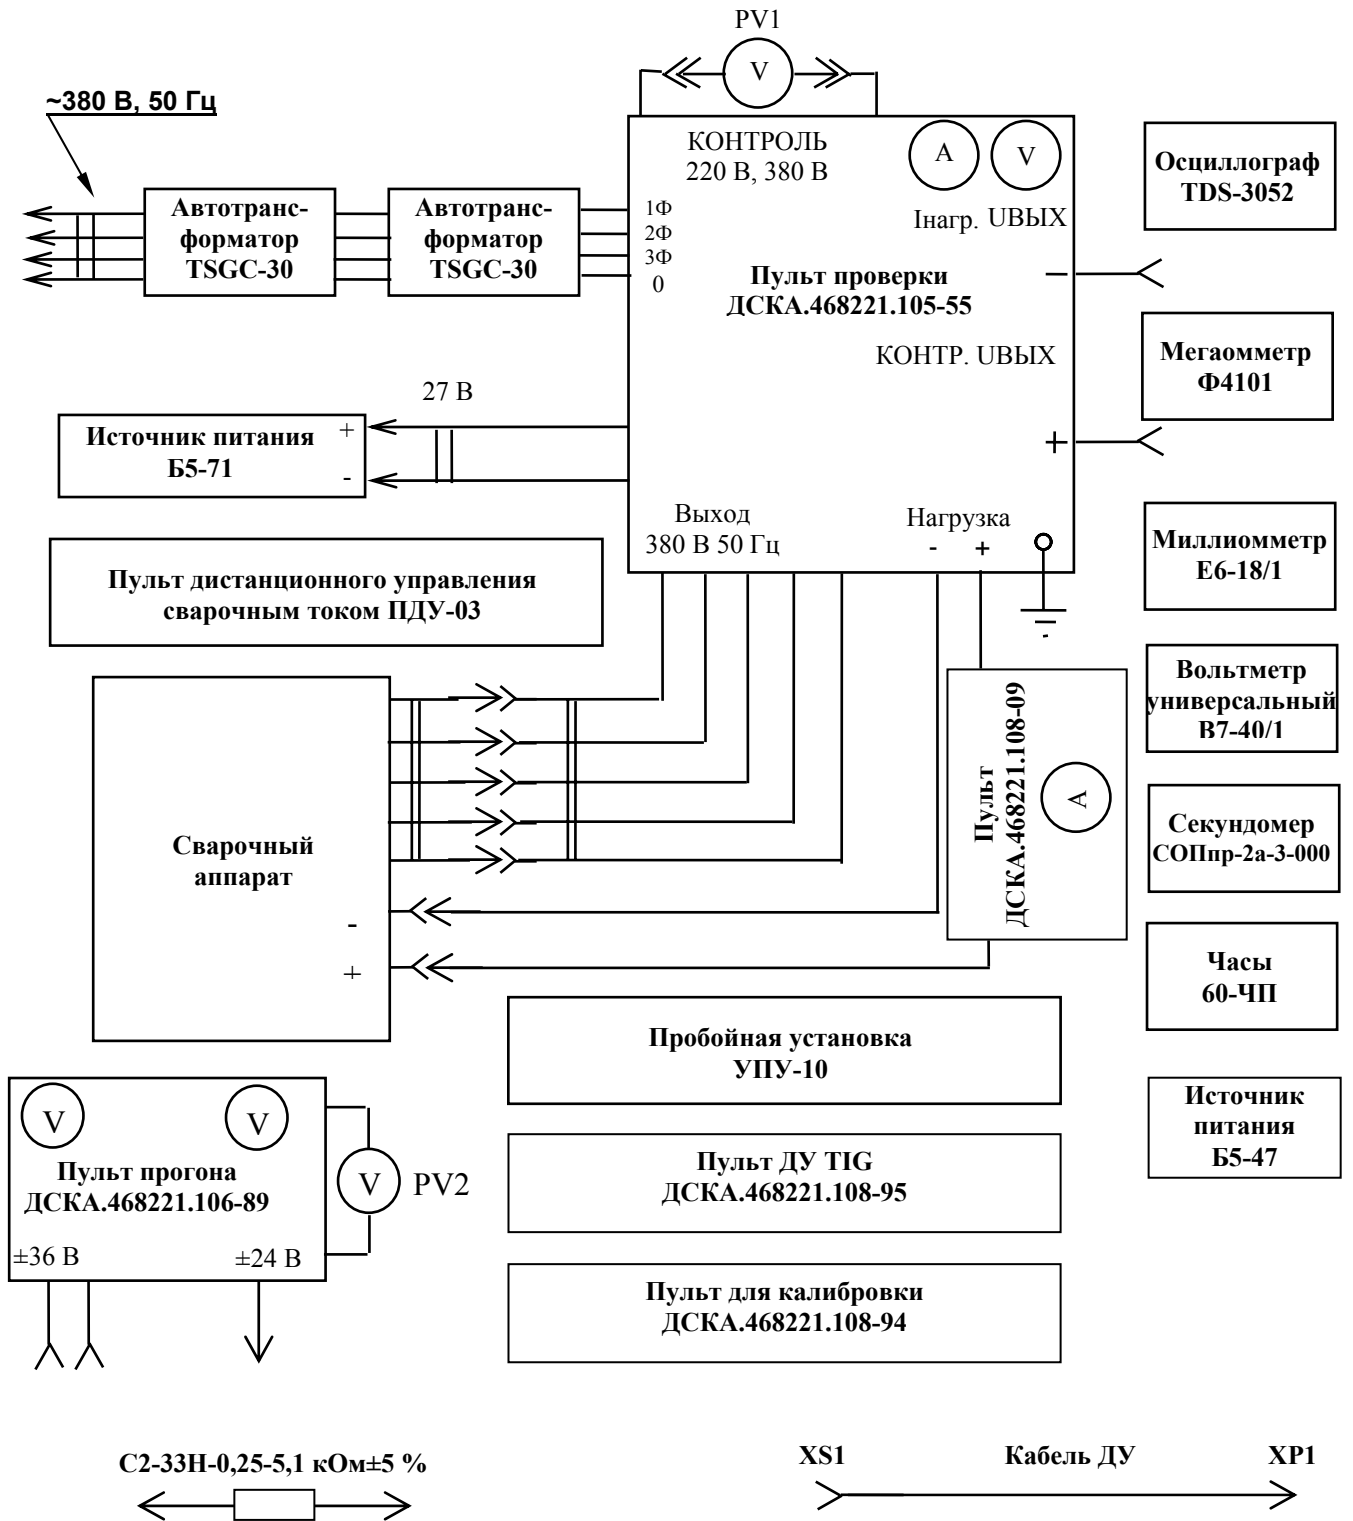 PV1
V
~380 В, 50 Гц
КОНТРОЛЬ
220 В, 380 В
A
V
Iнагр. UВЫХ
Автотранс-
форматор
TSGC-30
Автотранс-
форматор
TSGC-30
1Ф
2Ф
3Ф
0
Пульт проверки
ДСКА.468221.105-55
–
КОНТР. UВЫХ
+
Осциллограф
TDS-3052
Мегаомметр
Ф4101
27 В
Источник питания
Б5-71
+
-
Выход
380 В 50 Гц
Нагрузка
- +
Миллиомметр
Е6-18/1
Пульт дистанционного управления
сварочным током ПДУ-03
Вольтметр
универсальный
В7-40/1
Пульт
ДСКА.468221.108-09
A
Секундомер
СОПпр-2а-3-000
Сварочный
аппарат
-
+
Часы
60-ЧП
Пробойная установка
УПУ-10
V
V
Пульт прогона
ДСКА.468221.106-89
±36 В
±24 В
V
PV2
Источник
питания
Б5-47
Пульт ДУ TIG
ДСКА.468221.108-95
Пульт для калибровки
ДСКА.468221.108-94
С2-33Н-0,25-5,1 кОм±5 %
XS1
Кабель ДУ
XP1